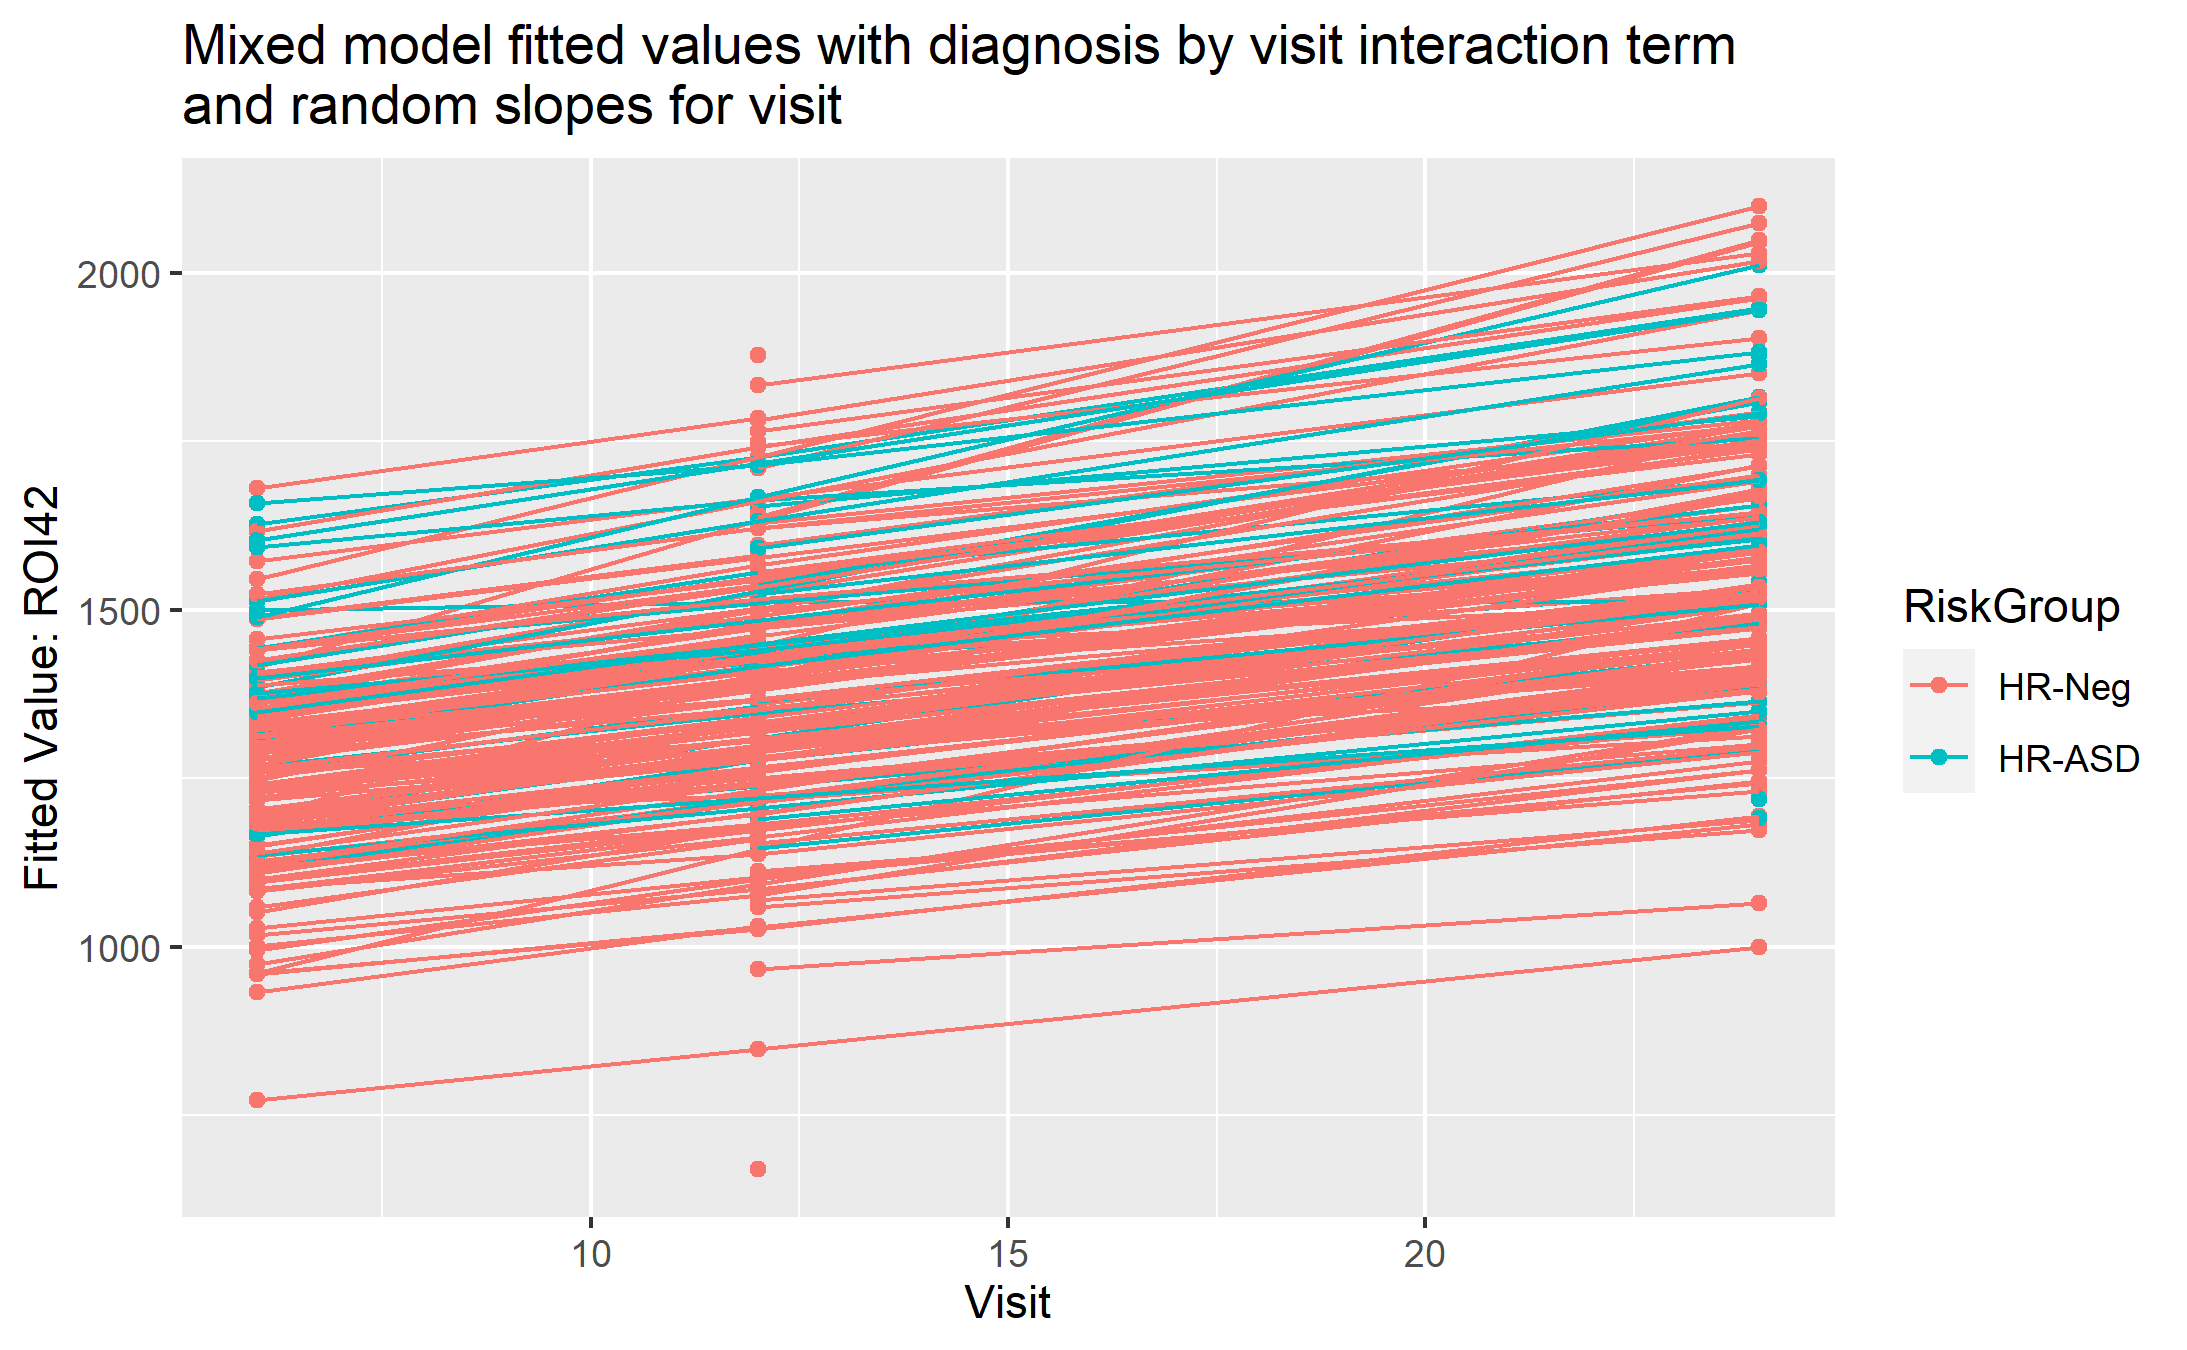 Mixed model fitted values with diagnosis by visit interaction term
and random slopes for visit
Fitted Value: ROI42
2000
1500
1000
10
15
20
Visit
RiskGroup
HR-Neg
HR-ASD